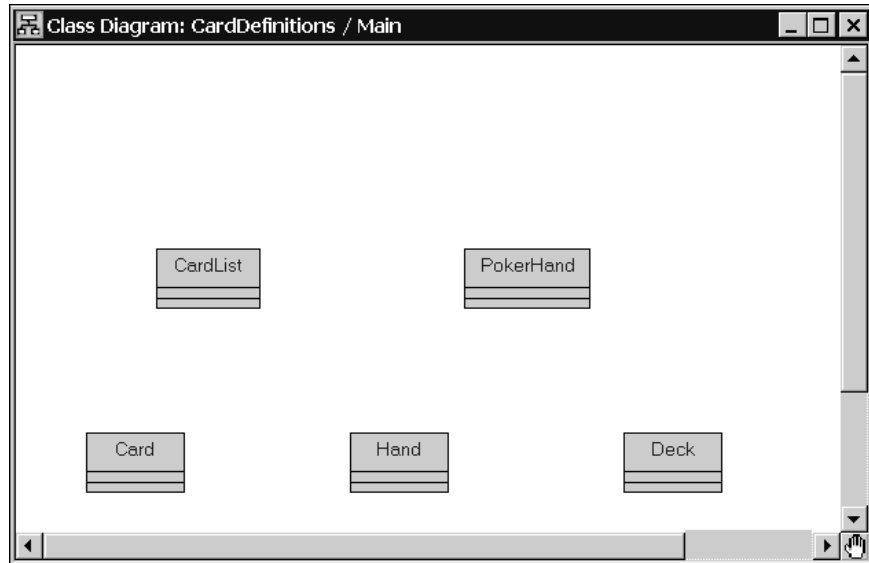 Class Diagram: CardDefinitions / Main
CardList
PokerHand
Card
Hand
Deck